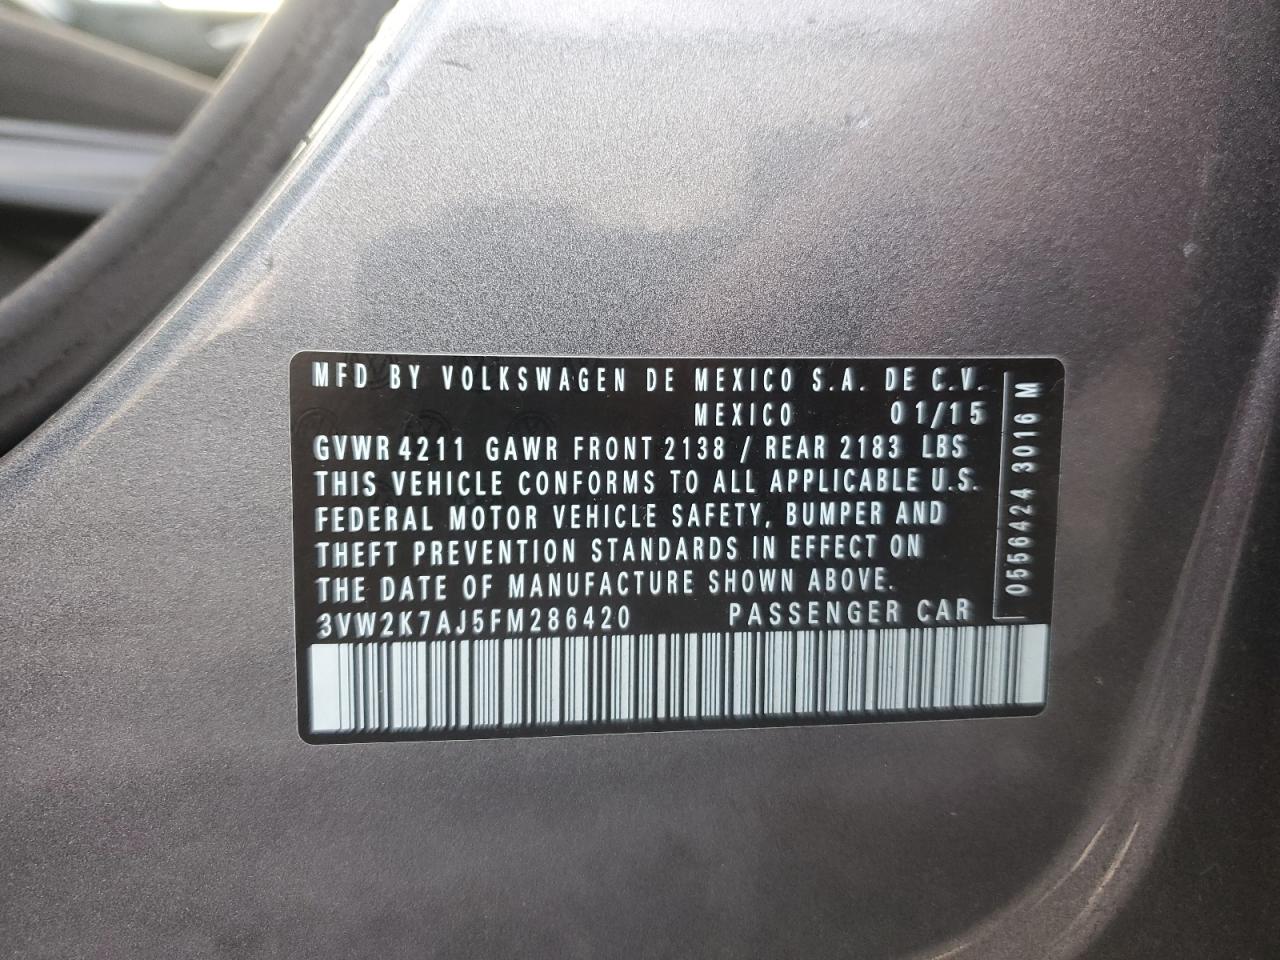 MFD BY VOLKSWAGEN DE MEXICO S.A. DE C.V.
MEXICO 01/15
GVWR 4211 GAWR FRONT 2138 / REAR 2183 LBS
THIS VEHICLE CONFORMS TO ALL APPLICABLE U.S.
FEDERAL MOTOR VEHICLE SAFETY, BUMPER AND
THEFT PREVENTION STANDARDS IN EFFECT ON
THE DATE OF MANUFACTURE SHOWN ABOVE.
3VW2K7AJ5FM286420 PASSENGER CAR
0556424 3016 M